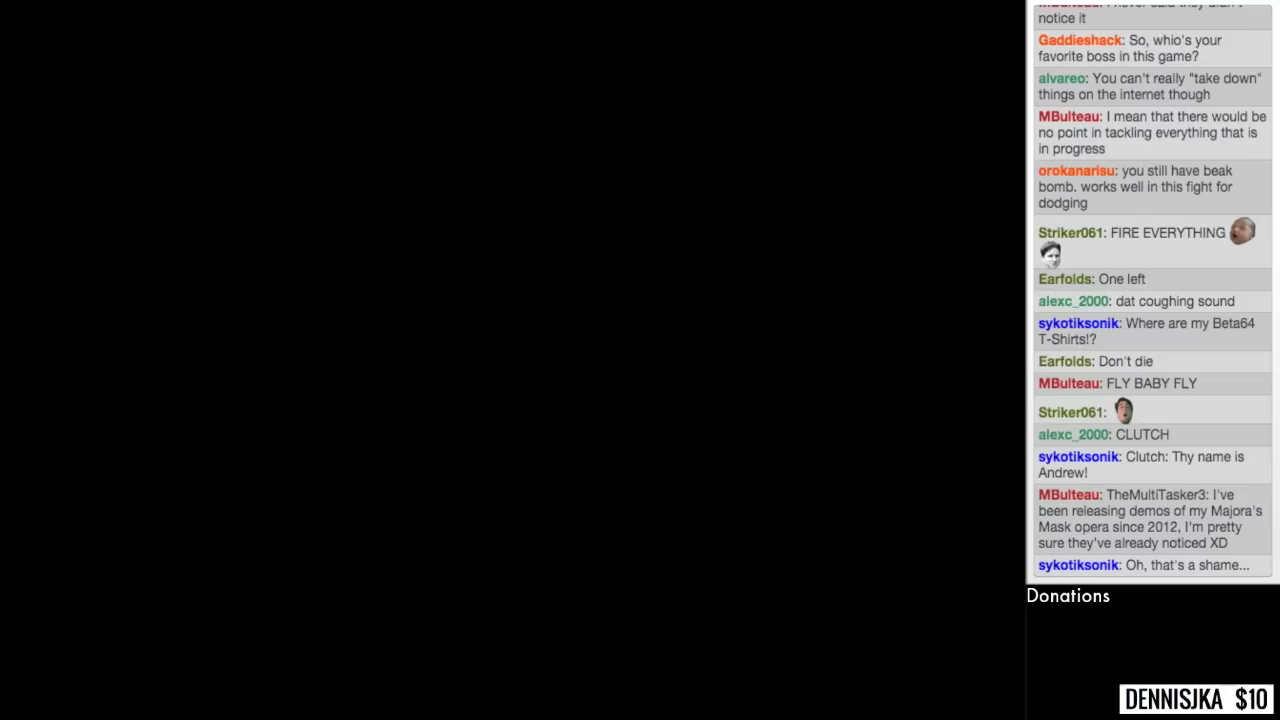 notice it
Gaddieshack: So, whio's your
favorite boss in this game?
alvareo: You can't really "take down"
things on the internet though
MBulteau: I mean that there would be
no point in tackling everything that is
in progress
orokanarisu: you still have beak
bomb. works well in this fight for
dodging
Striker061: FIRE EVERYTHING
Earfolds: One left
alexc_2000: dat coughing sound
sykotiksonik: Where are my Beta64
T-Shirts!?
Earfolds: Don't die
MBulteau: FLY BABY FLY
Striker061:
alexc_2000: CLUTCH
sykotiksonik: Clutch: Thy name is
Andrew!
MBulteau: TheMultiTasker3: I've
been releasing demos of my Majora's
Mask opera since 2012, I'm pretty
sure they've already noticed XD
sykotiksonik: Oh, that's a shame...
Donations
DENNISJKA $10